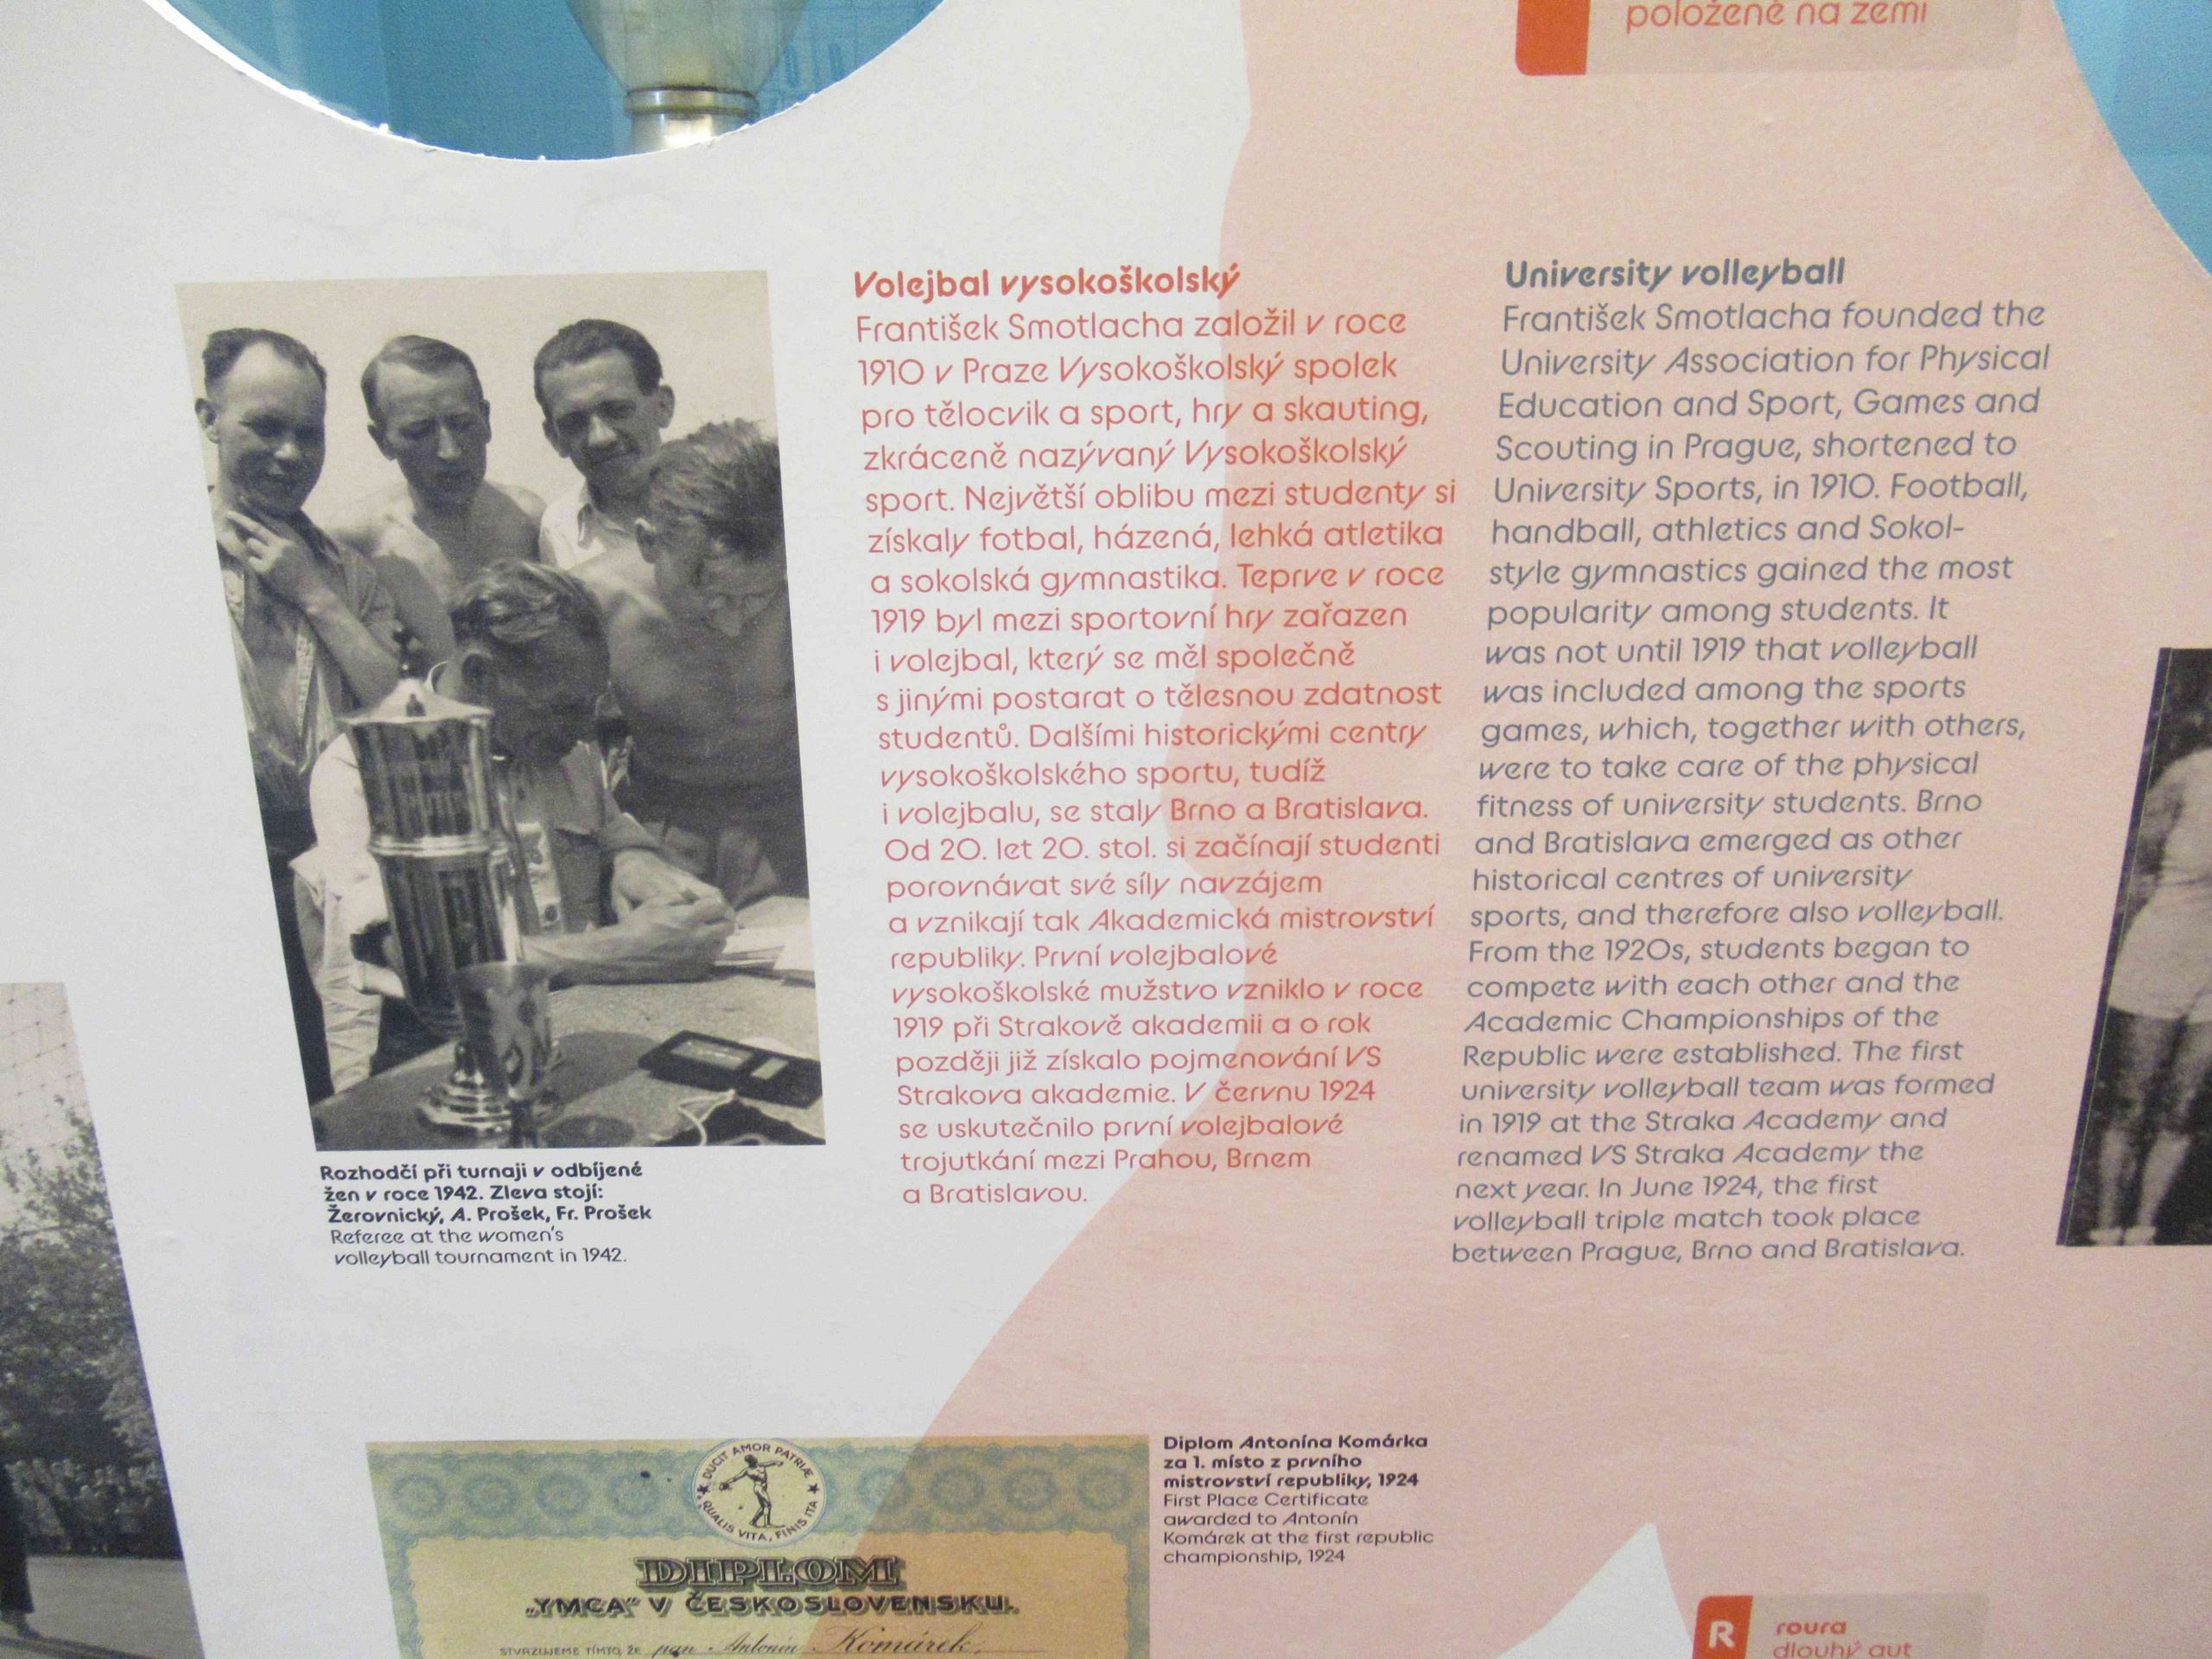 položené na zemi
Volejbal vysokoškolský
František Smotlacha založil v roce
1910 v Praze Vysokoškolský spolek
pro tělocvik a sport, hry a skauting,
zkráceně nazývaný Vysokoškolský
sport. Největší oblibu mezi studenty si
získaly fotbal, házená, lehká atletika
a sokolská gymnastika. Teprve v roce
1919 byl mezi sportovní hry zařazen
i volejbal, který se měl společně
s jinými postarat o tělesnou zdatnost
studentů. Dalšími historickými centry
vysokoškolského sportu, tudíž
i volejbalu, se staly Brno a Bratislava.
Od 20. let 20. stol. si začínají studenti
porovnávat své síly navzájem
a vznikají tak Akademická mistrovství
republiky. První volejbalové
vysokoškolské mužstvo vzniklo v roce
1919 při Strakově akademii a o rok
později již získalo pojmenování VS
Strakova akademie. V červnu 1924
se uskutečnilo první volejbalové
trojutkání mezi Prahou, Brnem
a Bratislavou.
University volleyball
František Smotlacha founded the
University Association for Physical
Education and Sport, Games and
Scouting in Prague, shortened to
University Sports, in 1910. Football,
handball, athletics and Sokol-
style gymnastics gained the most
popularity among students. It
was not until 1919 that volleyball
was included among the sports
games, which, together with others,
were to take care of the physical
fitness of university students. Brno
and Bratislava emerged as other
historical centres of university
sports, and therefore also volleyball.
From the 1920s, students began to
compete with each other and the
Academic Championships of the
Republic were established. The first
university volleyball team was formed
in 1919 at the Straka Academy and
renamed VS Straka Academy the
next year. In June 1924, the first
volleyball triple match took place
between Prague, Brno and Bratislava.
Rozhodčí při turnaji v odbíjené
žen v roce 1942. Zleva stojí:
Žerovnický, A. Prošek, Fr. Prošek
Referee at the women's
volleyball tournament in 1942.
Diplom Antonína Komárka
za 1. místo z prvního
mistrovství republiky, 1924
First Place Certificate
awarded to Antonín
Komárek at the first republic
championship, 1924
DUCIT AMOR PATRIÆ
QUALIS VITA, FINIS ITA
DIPLOM
„YMCA" V ČESKOSLOVENSKU.
STVRZUJEME TÍMTO, ŽE pan Antonín Komárek,
R
roura
dlouhý aut